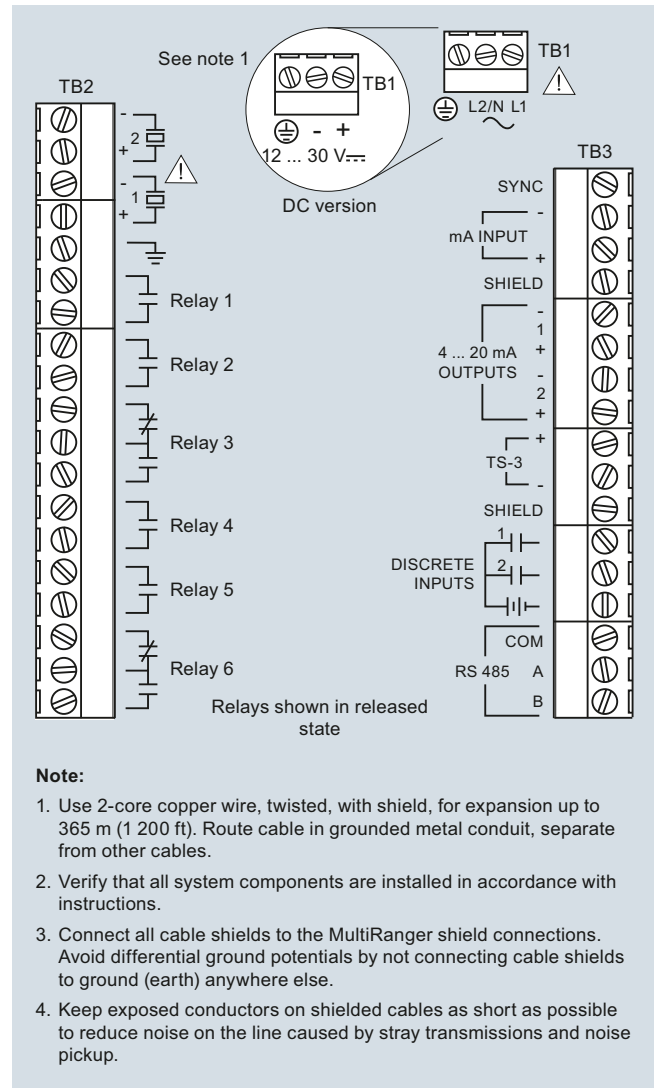 See note 1
TB1
TB1
L2/N L1
- +
12 ... 30 V
DC version
TB2
-
2
+
-
1
+
Relay 1
Relay 2
Relay 3
Relay 4
Relay 5
Relay 6
Relays shown in released
state
TB3
SYNC
-
mA INPUT
+
SHIELD
-
1
+
4 ... 20 mA
OUTPUTS
-
2
+
+
TS-3
-
SHIELD
1
DISCRETE
INPUTS
2
COM
RS 485 A
B
Note:
1. Use 2-core copper wire, twisted, with shield, for expansion up to
365 m (1 200 ft). Route cable in grounded metal conduit, separate
from other cables.
2. Verify that all system components are installed in accordance with
instructions.
3. Connect all cable shields to the MultiRanger shield connections.
Avoid differential ground potentials by not connecting cable shields
to ground (earth) anywhere else.
4. Keep exposed conductors on shielded cables as short as possible
to reduce noise on the line caused by stray transmissions and noise
pickup.